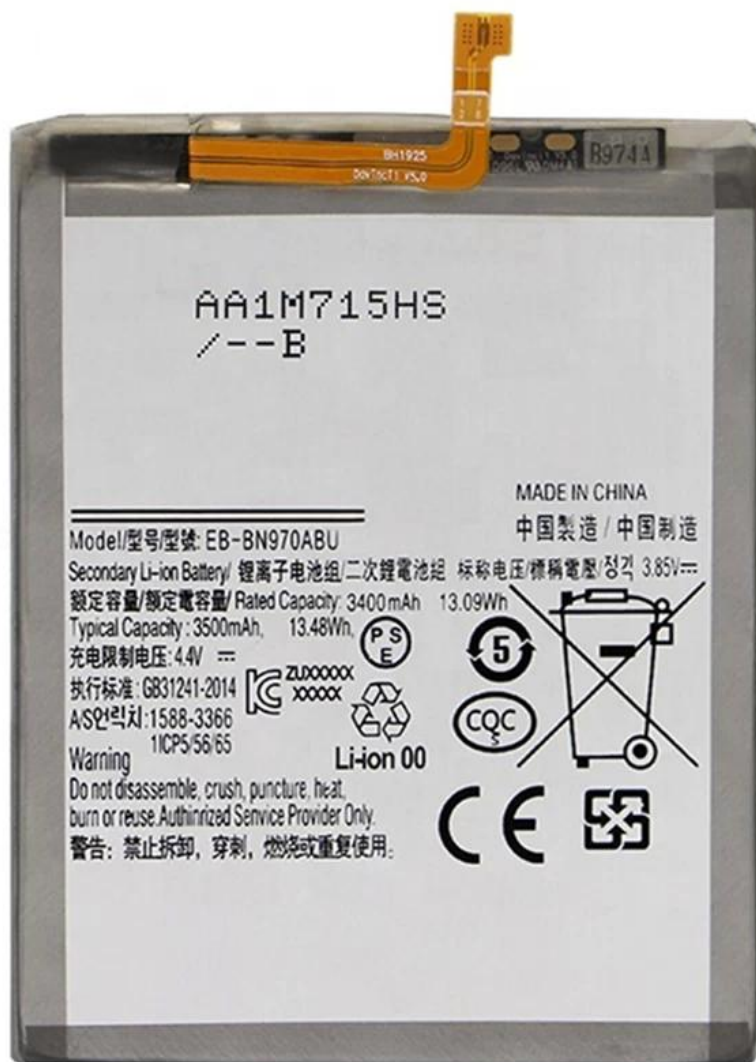 BH1925
B974A
AA1M715HS
/--B
MADE IN CHINA
中国製造 / 中国制造
Model/型号/型號: EB-BN970ABU
Secondary Li-ion Battery/ 鋰离子电池组/二次鋰電池組 标称电压/標稱電壓/정격 3.85V
額定容量/額定電容量/ Rated Capacity: 3400mAh 13.09Wh
Typical Capacity : 3500mAh, 13.48Wh,
充电限制电压: 4.4V
执行标准: GB31241-2014
A/S연락치:1588-3366
1ICP5/56/65
PSE
ZUXXXXX
XXXXX
5
CQC
S
Li-ion 00
Warning
Do not disassemble, crush, puncture, heat,
burn or reuse.Authinrized Service Provider Only.
警告: 禁止拆卸, 穿刺, 燃烧或重复使用;
CE